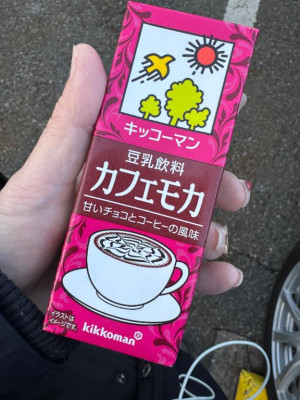 キッコーマン
豆乳飲料
カフェモカ
甘いチョコとコーヒーの風味
イラストは
イメージです。
kikkoman®